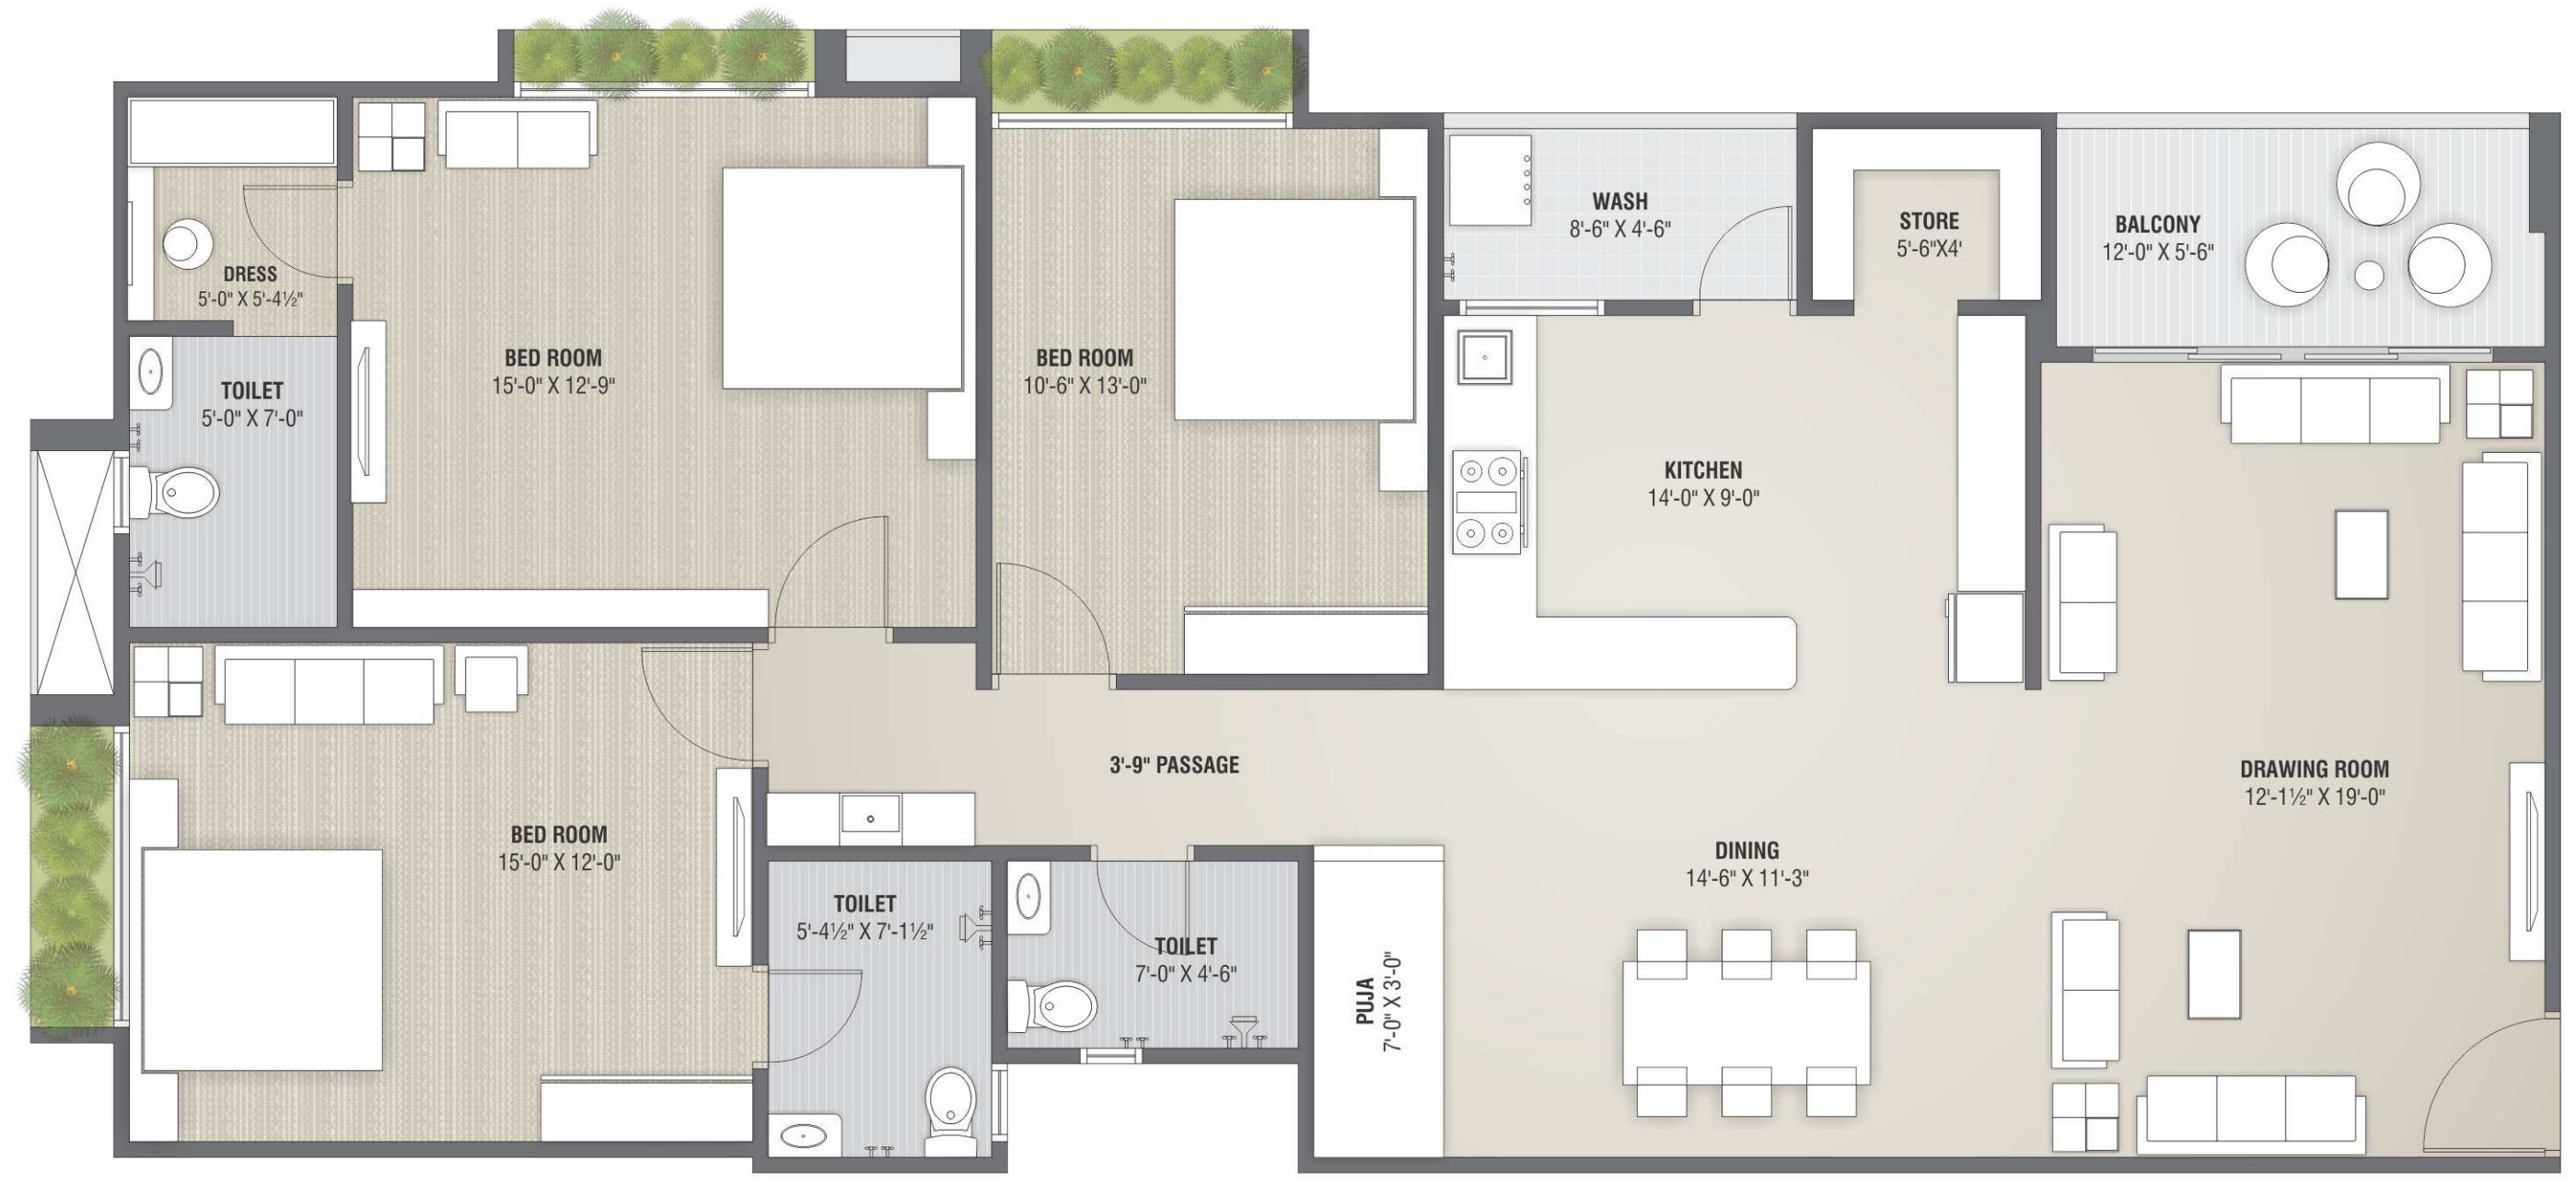 WASH
8'-6" X 4'-6"
STORE
5'-6"X4'
BALCONY
12'-0" X 5'-6"
DRESS
5'-0" X 5'-4½"
BED ROOM
15'-0" X 12'-9"
BED ROOM
10'-6" X 13'-0"
TOILET
5'-0" X 7'-0"
KITCHEN
14'-0" X 9'-0"
3'-9" PASSAGE
DRAWING ROOM
12'-1½" X 19'-0"
BED ROOM
15'-0" X 12'-0"
DINING
14'-6" X 11'-3"
TOILET
5'-4½" X 7'-1½"
TOILET
7'-0" X 4'-6"
PUJA
7'-0" X 3'-0"